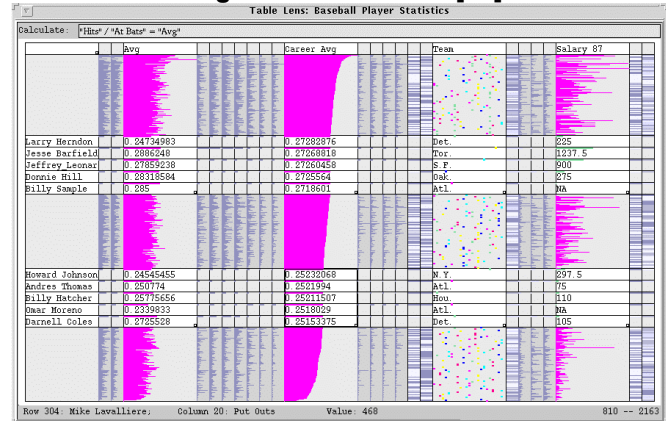 Table Lens: Baseball Player Statistics
Calculate: "Hits" / "At Bats" = "Avg"
Avg Career Avg Team Salary 87
Larry Herndon 0.24734983 0.27282876 Det. 225
Jesse Barfield 0.2886248 0.27268818 Tor. 1237.5
Jeffrey Leonar 0.27859238 0.27260458 S.F. 900
Donnie Hill 0.28318584 0.2725564 Oak. 275
Billy Sample 0.285 0.2718601 Atl. NA
Howard Johnson 0.24545455 0.25232068 N.Y. 297.5
Andres Thomas 0.250774 0.2521994 Atl. 75
Billy Hatcher 0.25775656 0.25211507 Hou. 110
Omar Moreno 0.2339833 0.2518029 Atl. NA
Darnell Coles 0.2725528 0.25153375 Det. 105
Row 304: Mike Lavalliere; Column 20: Put Outs Value: 468 810 -- 2163